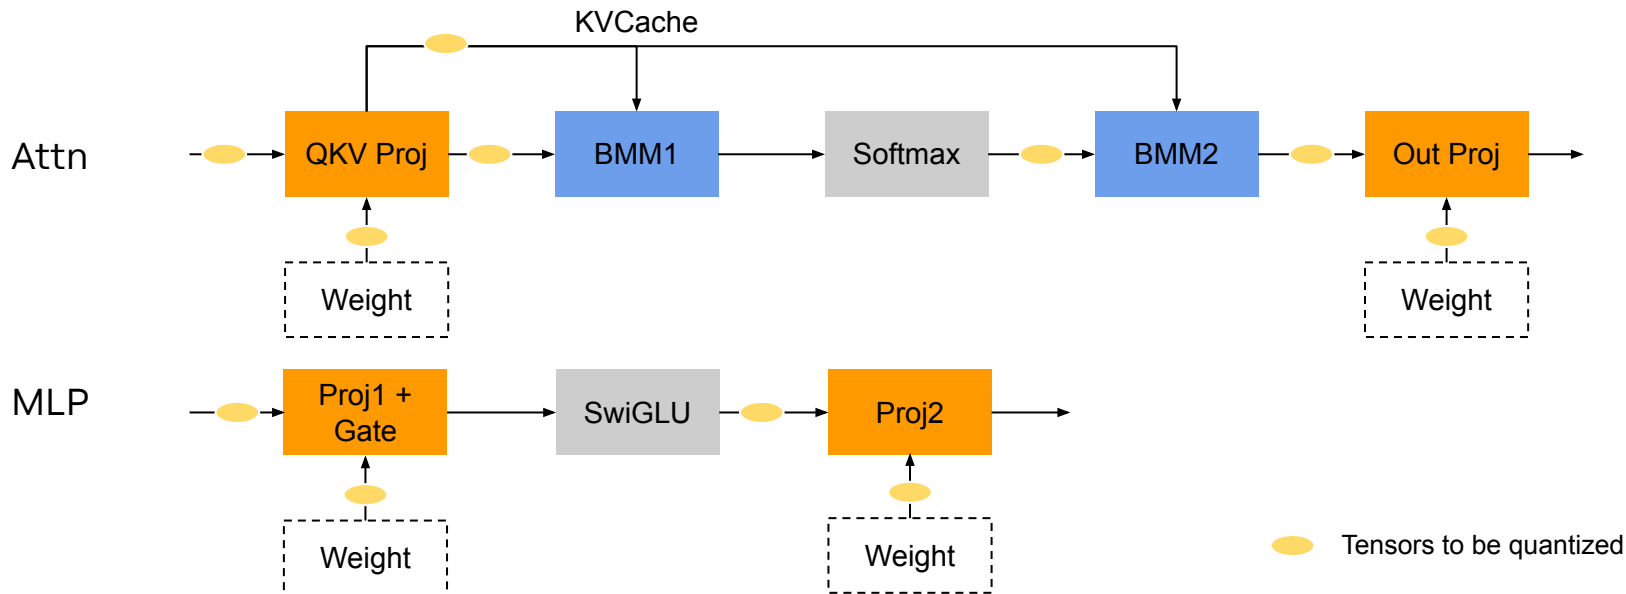 KVCache
Attn
QKV Proj
BMM1
Softmax
BMM2
Out Proj
Weight
Weight
MLP
Proj1 +
Gate
SwiGLU
Proj2
Weight
Weight
Tensors to be quantized